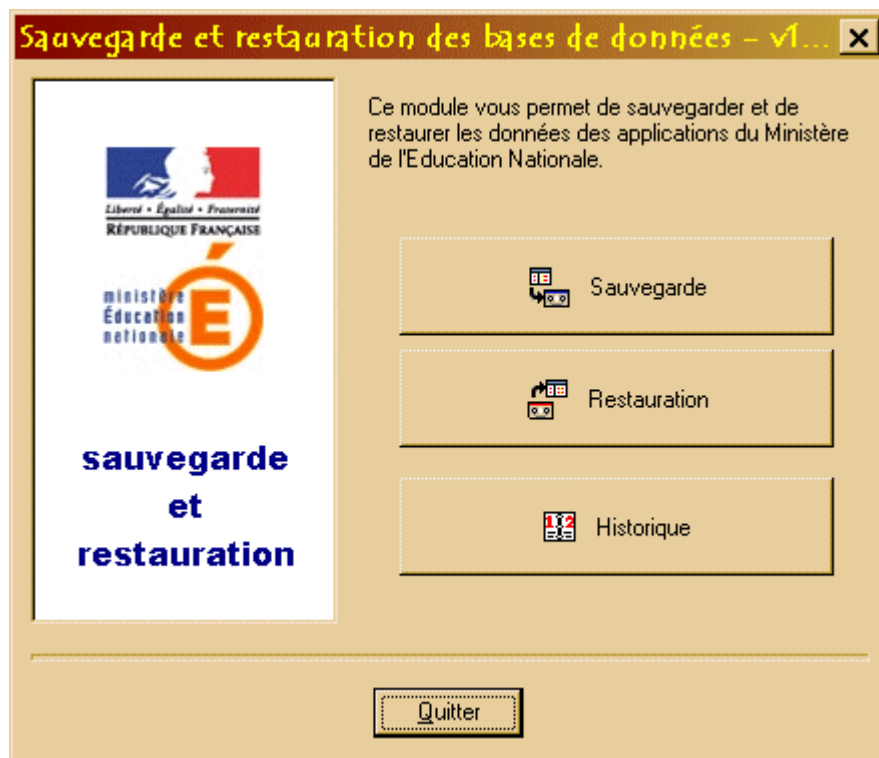 Sauvegarde et restauration des bases de données - v1...
Ce module vous permet de sauvegarder et de
restaurer les données des applications du Ministère
de l'Education Nationale.
Liberté • Égalité • Fraternité
RÉPUBLIQUE FRANÇAISE
ministère
Éducation
nationale
É
sauvegarde
et
restauration
Sauvegarde
Restauration
1 2
Historique
Quitter